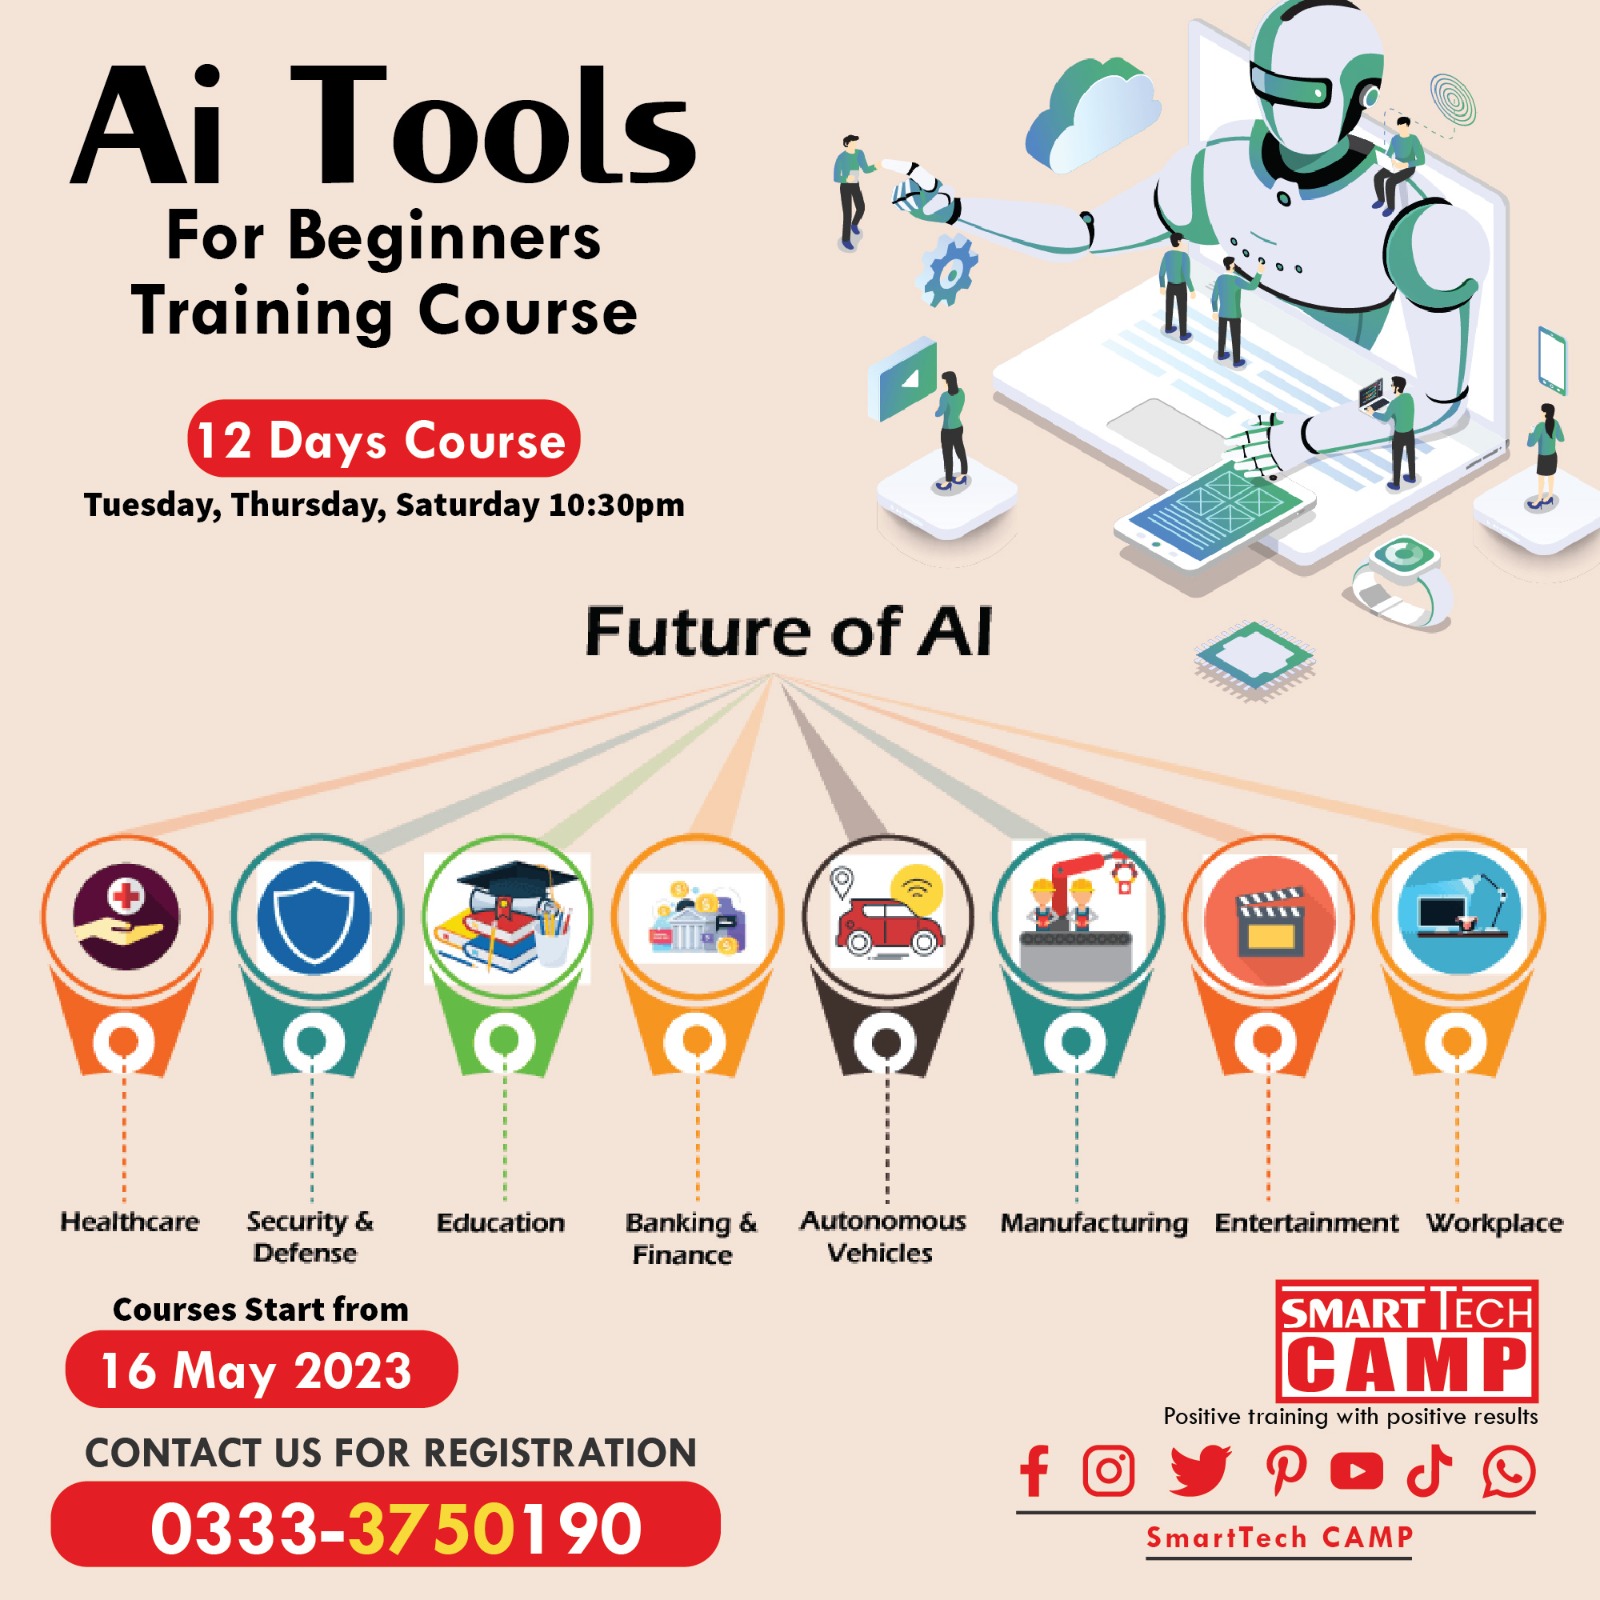 Ai Tools
For Beginners
Training Course
12 Days Course
Tuesday, Thursday, Saturday 10:30pm
Future of AI
Healthcare
Security &
Defense
Education
Banking &
Finance
Autonomous
Vehicles
Manufacturing
Entertainment
Workplace
Courses Start from
16 May 2023
CONTACT US FOR REGISTRATION
0333-3750190
SMART TECH
CAMP
Positive training with positive results
SmartTech CAMP